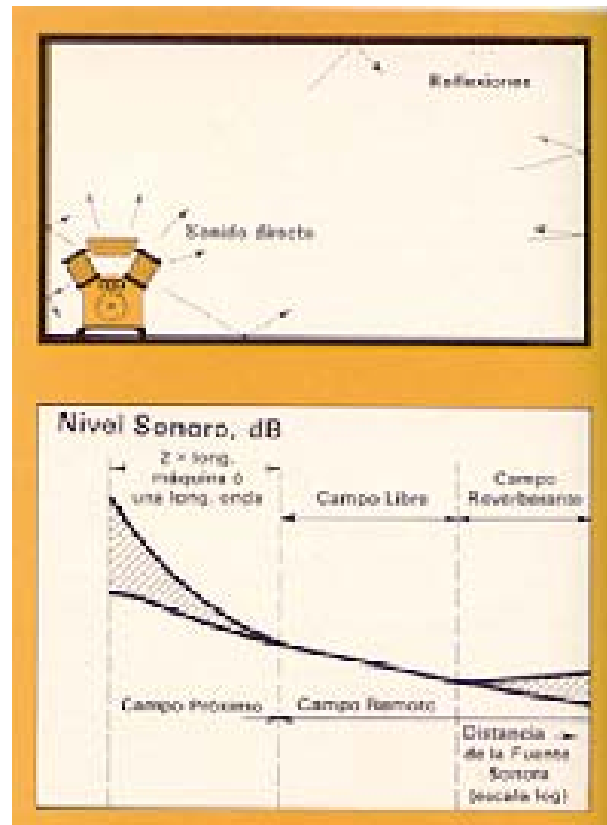 Reflexiones
Sonido directo
Nivel Sonoro, dB
2 × long.
máquina ó
una long. onda
Campo Libre
Campo
Reverberante
Campo Próximo
Campo Remoto
Distancia
de la Fuente
Sonora
(escala log)